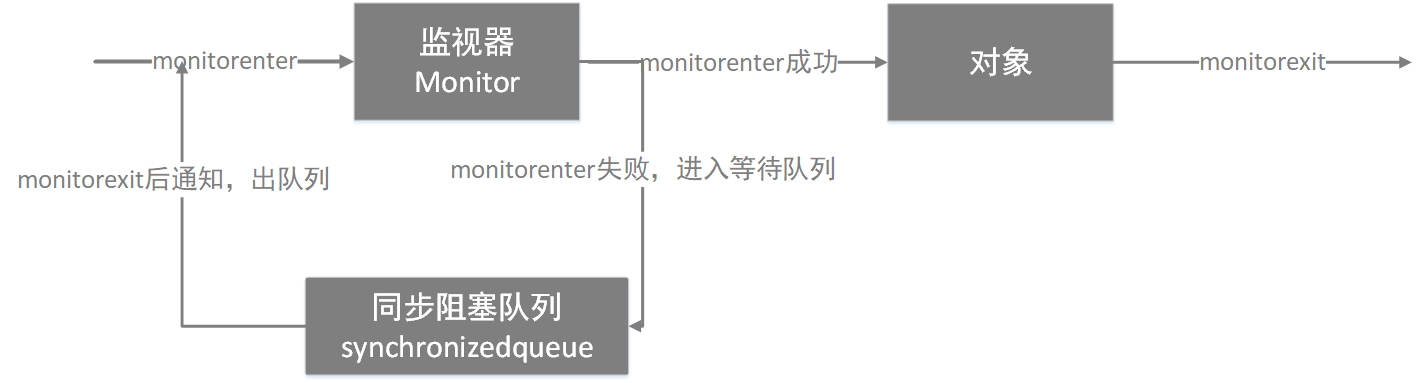 monitorenter
监视器
Monitor
monitorenter成功
对象
monitorexit
monitorexit后通知，出队列
monitorenter失败，进入等待队列
同步阻塞队列
synchronizedqueue